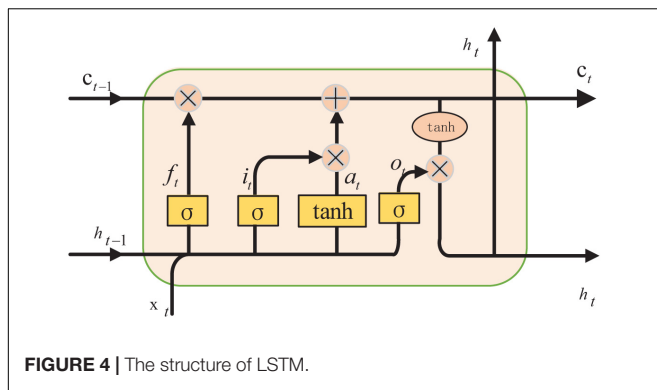 h_t
c_{t-1}
c_t
×
+
tanh
f_t
i_t
×
a_t
o_t
×
σ
σ
tanh
σ
h_{t-1}
x_t
h_t
FIGURE 4 | The structure of LSTM.